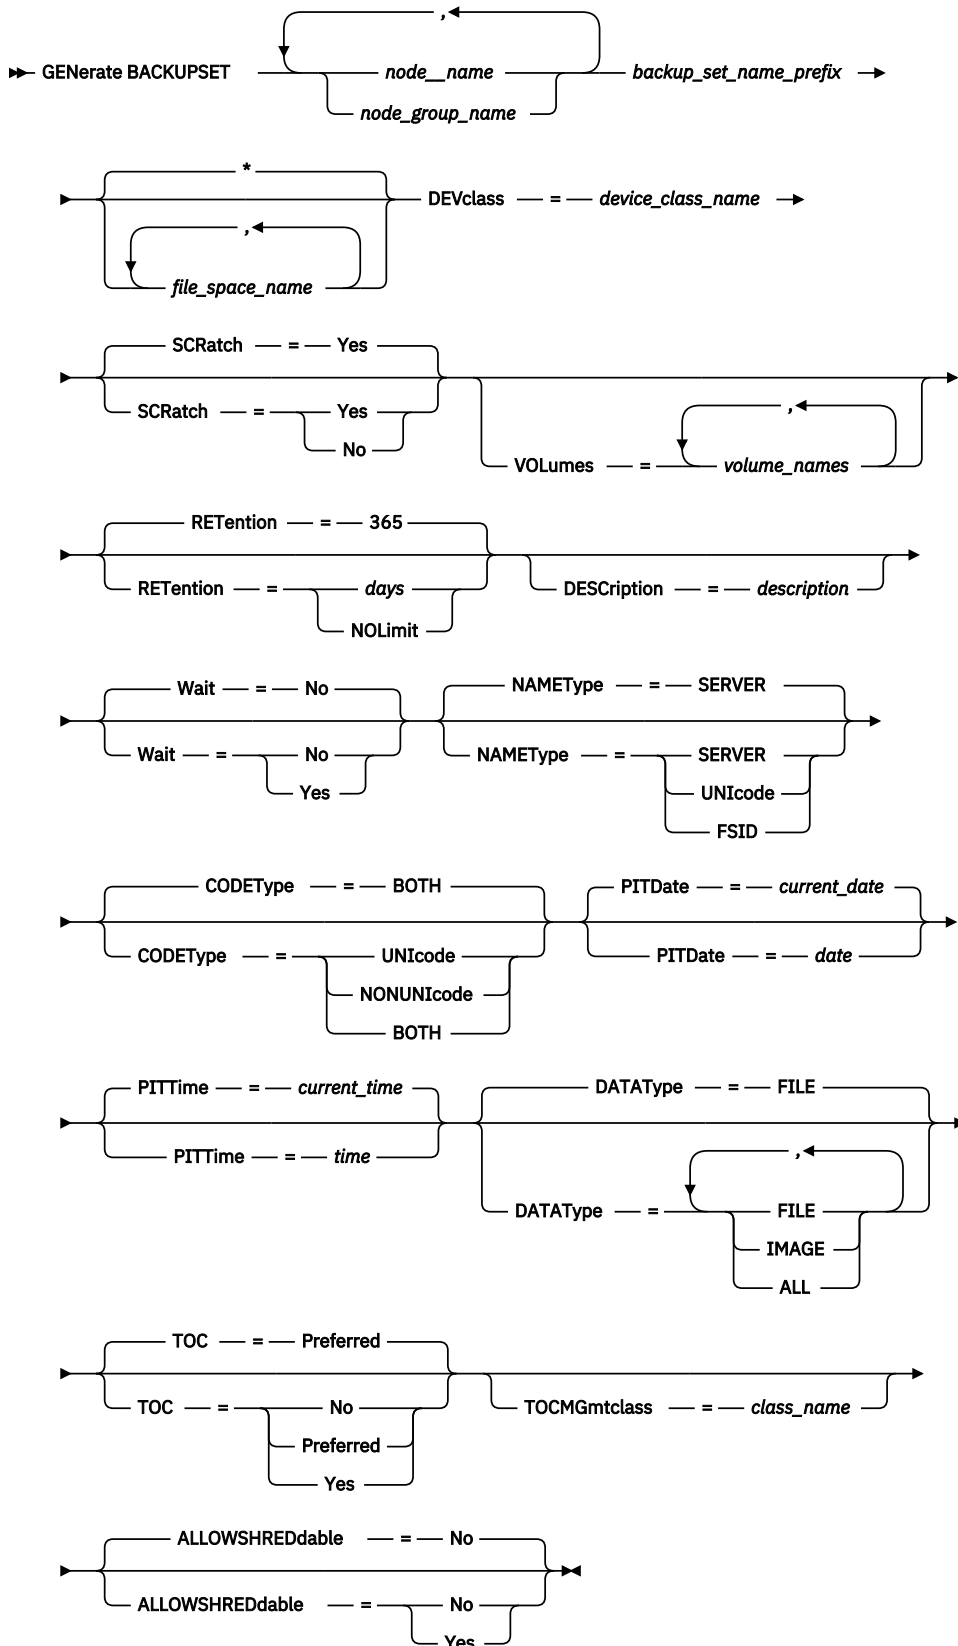 ,
GENerate BACKUPSET node__name backup_set_name_prefix
node_group_name
*
DEVclass = device_class_name
,
file_space_name
SCRatch = Yes
SCRatch = Yes
No
,
VOLumes = volume_names
RETention = 365
RETention = days
NOLimit
DESCription = description
Wait = No
Wait = No
Yes
NAMEType = SERVER
NAMEType = SERVER
UNIcode
FSID
CODEType = BOTH
CODEType = UNIcode
NONUNIcode
BOTH
PITDate = current_date
PITDate = date
PITTime = current_time
PITTime = time
DATAType = FILE
,
DATAType = FILE
IMAGE
ALL
TOC = Preferred
TOC = No
Preferred
Yes
TOCMGmtclass = class_name
ALLOWSHREDdable = No
ALLOWSHREDdable = No
Yes